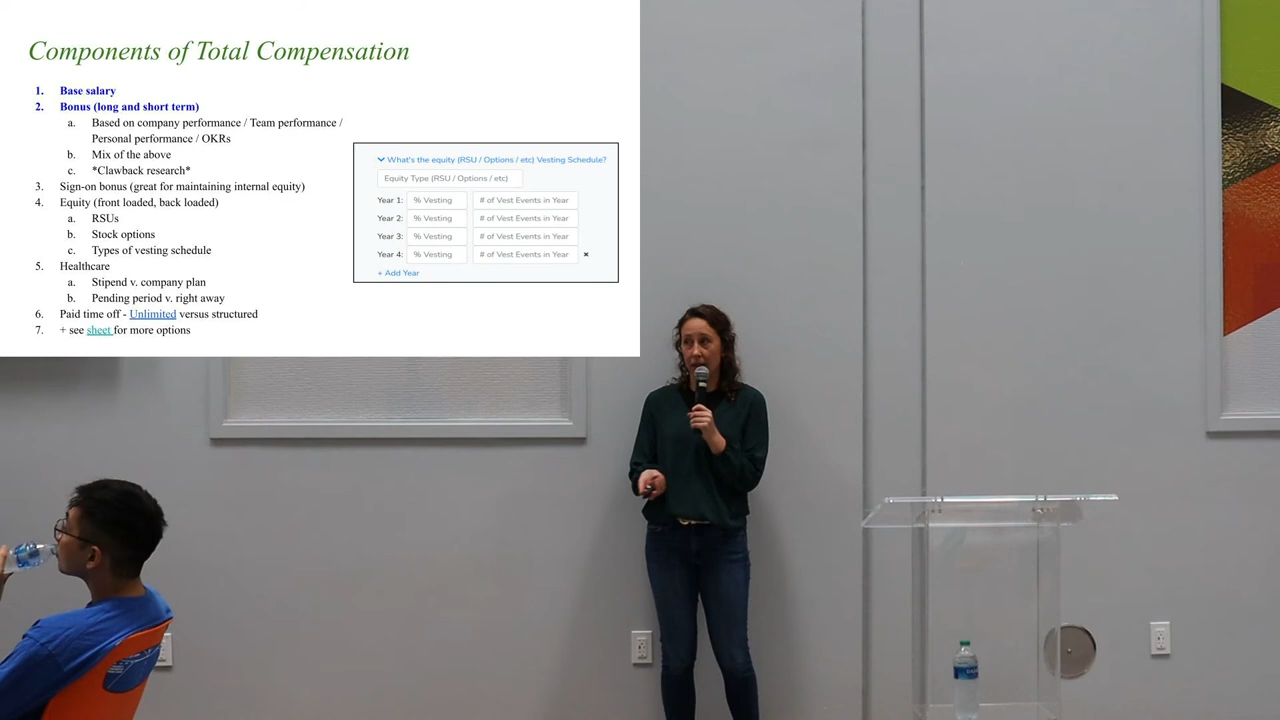 Components of Total Compensation
1. Base salary
2. Bonus (long and short term)
a. Based on company performance / Team performance /
Personal performance / OKRs
b. Mix of the above
c. *Clawback research*
3. Sign-on bonus (great for maintaining internal equity)
4. Equity (front loaded, back loaded)
a. RSUs
b. Stock options
c. Types of vesting schedule
5. Healthcare
a. Stipend v. company plan
b. Pending period v. right away
6. Paid time off - Unlimited versus structured
7. + see sheet for more options
What's the equity (RSU / Options / etc) Vesting Schedule?
Equity Type (RSU / Options / etc)
Year 1: % Vesting # of Vest Events in Year
Year 2: % Vesting # of Vest Events in Year
Year 3: % Vesting # of Vest Events in Year
Year 4: % Vesting # of Vest Events in Year ×
+ Add Year